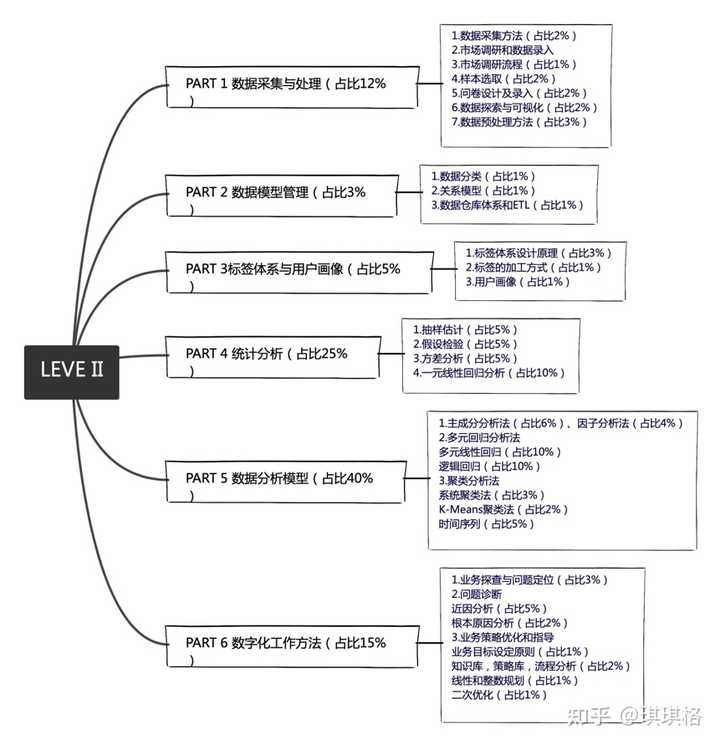 LEVE II
PART 1 数据采集与处理（占比12%
）
1.数据采集方法（占比2%）
2.市场调研和数据录入
3.市场调研流程（占比1%）
4.样本选取（占比2%）
5.问卷设计及录入（占比2%）
6.数据探索与可视化（占比2%）
7.数据预处理方法（占比3%）
PART 2 数据模型管理（占比3%
）
1.数据分类（占比1%）
2.关系模型（占比1%）
3.数据仓库体系和ETL（占比1%）
PART 3标签体系与用户画像（占比5%
）
1.标签体系设计原理（占比3%）
2.标签的加工方式（占比1%）
3.用户画像（占比1%）
PART 4 统计分析（占比25%
）
1.抽样估计（占比5%）
2.假设检验（占比5%）
3.方差分析（占比5%）
4.一元线性回归分析（占比10%）
PART 5 数据分析模型（占比40%
）
1.主成分分析法（占比6%）、因子分析法（占比4%）
2.多元回归分析法
多元线性回归（占比10%）
逻辑回归（占比10%）
3.聚类分析法
系统聚类法（占比3%）
K-Means聚类法（占比2%）
时间序列（占比5%）
PART 6 数字化工作方法（占比15%
）
1.业务探查与问题定位（占比3%）
2.问题诊断
近因分析（占比5%）
根本原因分析（占比2%）
3.业务策略优化和指导
业务目标设定原则（占比1%）
知识库，策略库，流程分析（占比2%）
线性和整数规划（占比1%）
二次优化（占比1%）
知乎 @琪琪格